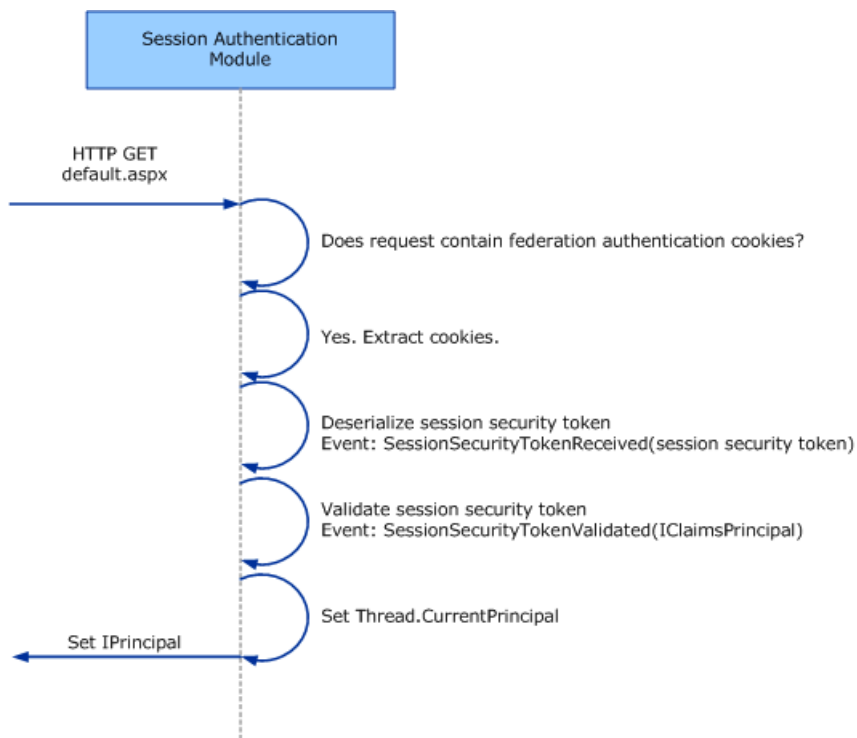 Session Authentication
Module
HTTP GET
default.aspx
Does request contain federation authentication cookies?
Yes. Extract cookies.
Deserialize session security token
Event: SessionSecurityTokenReceived(session security token)
Validate session security token
Event: SessionSecurityTokenValidated(IClaimsPrincipal)
Set Thread.CurrentPrincipal
Set IPrincipal